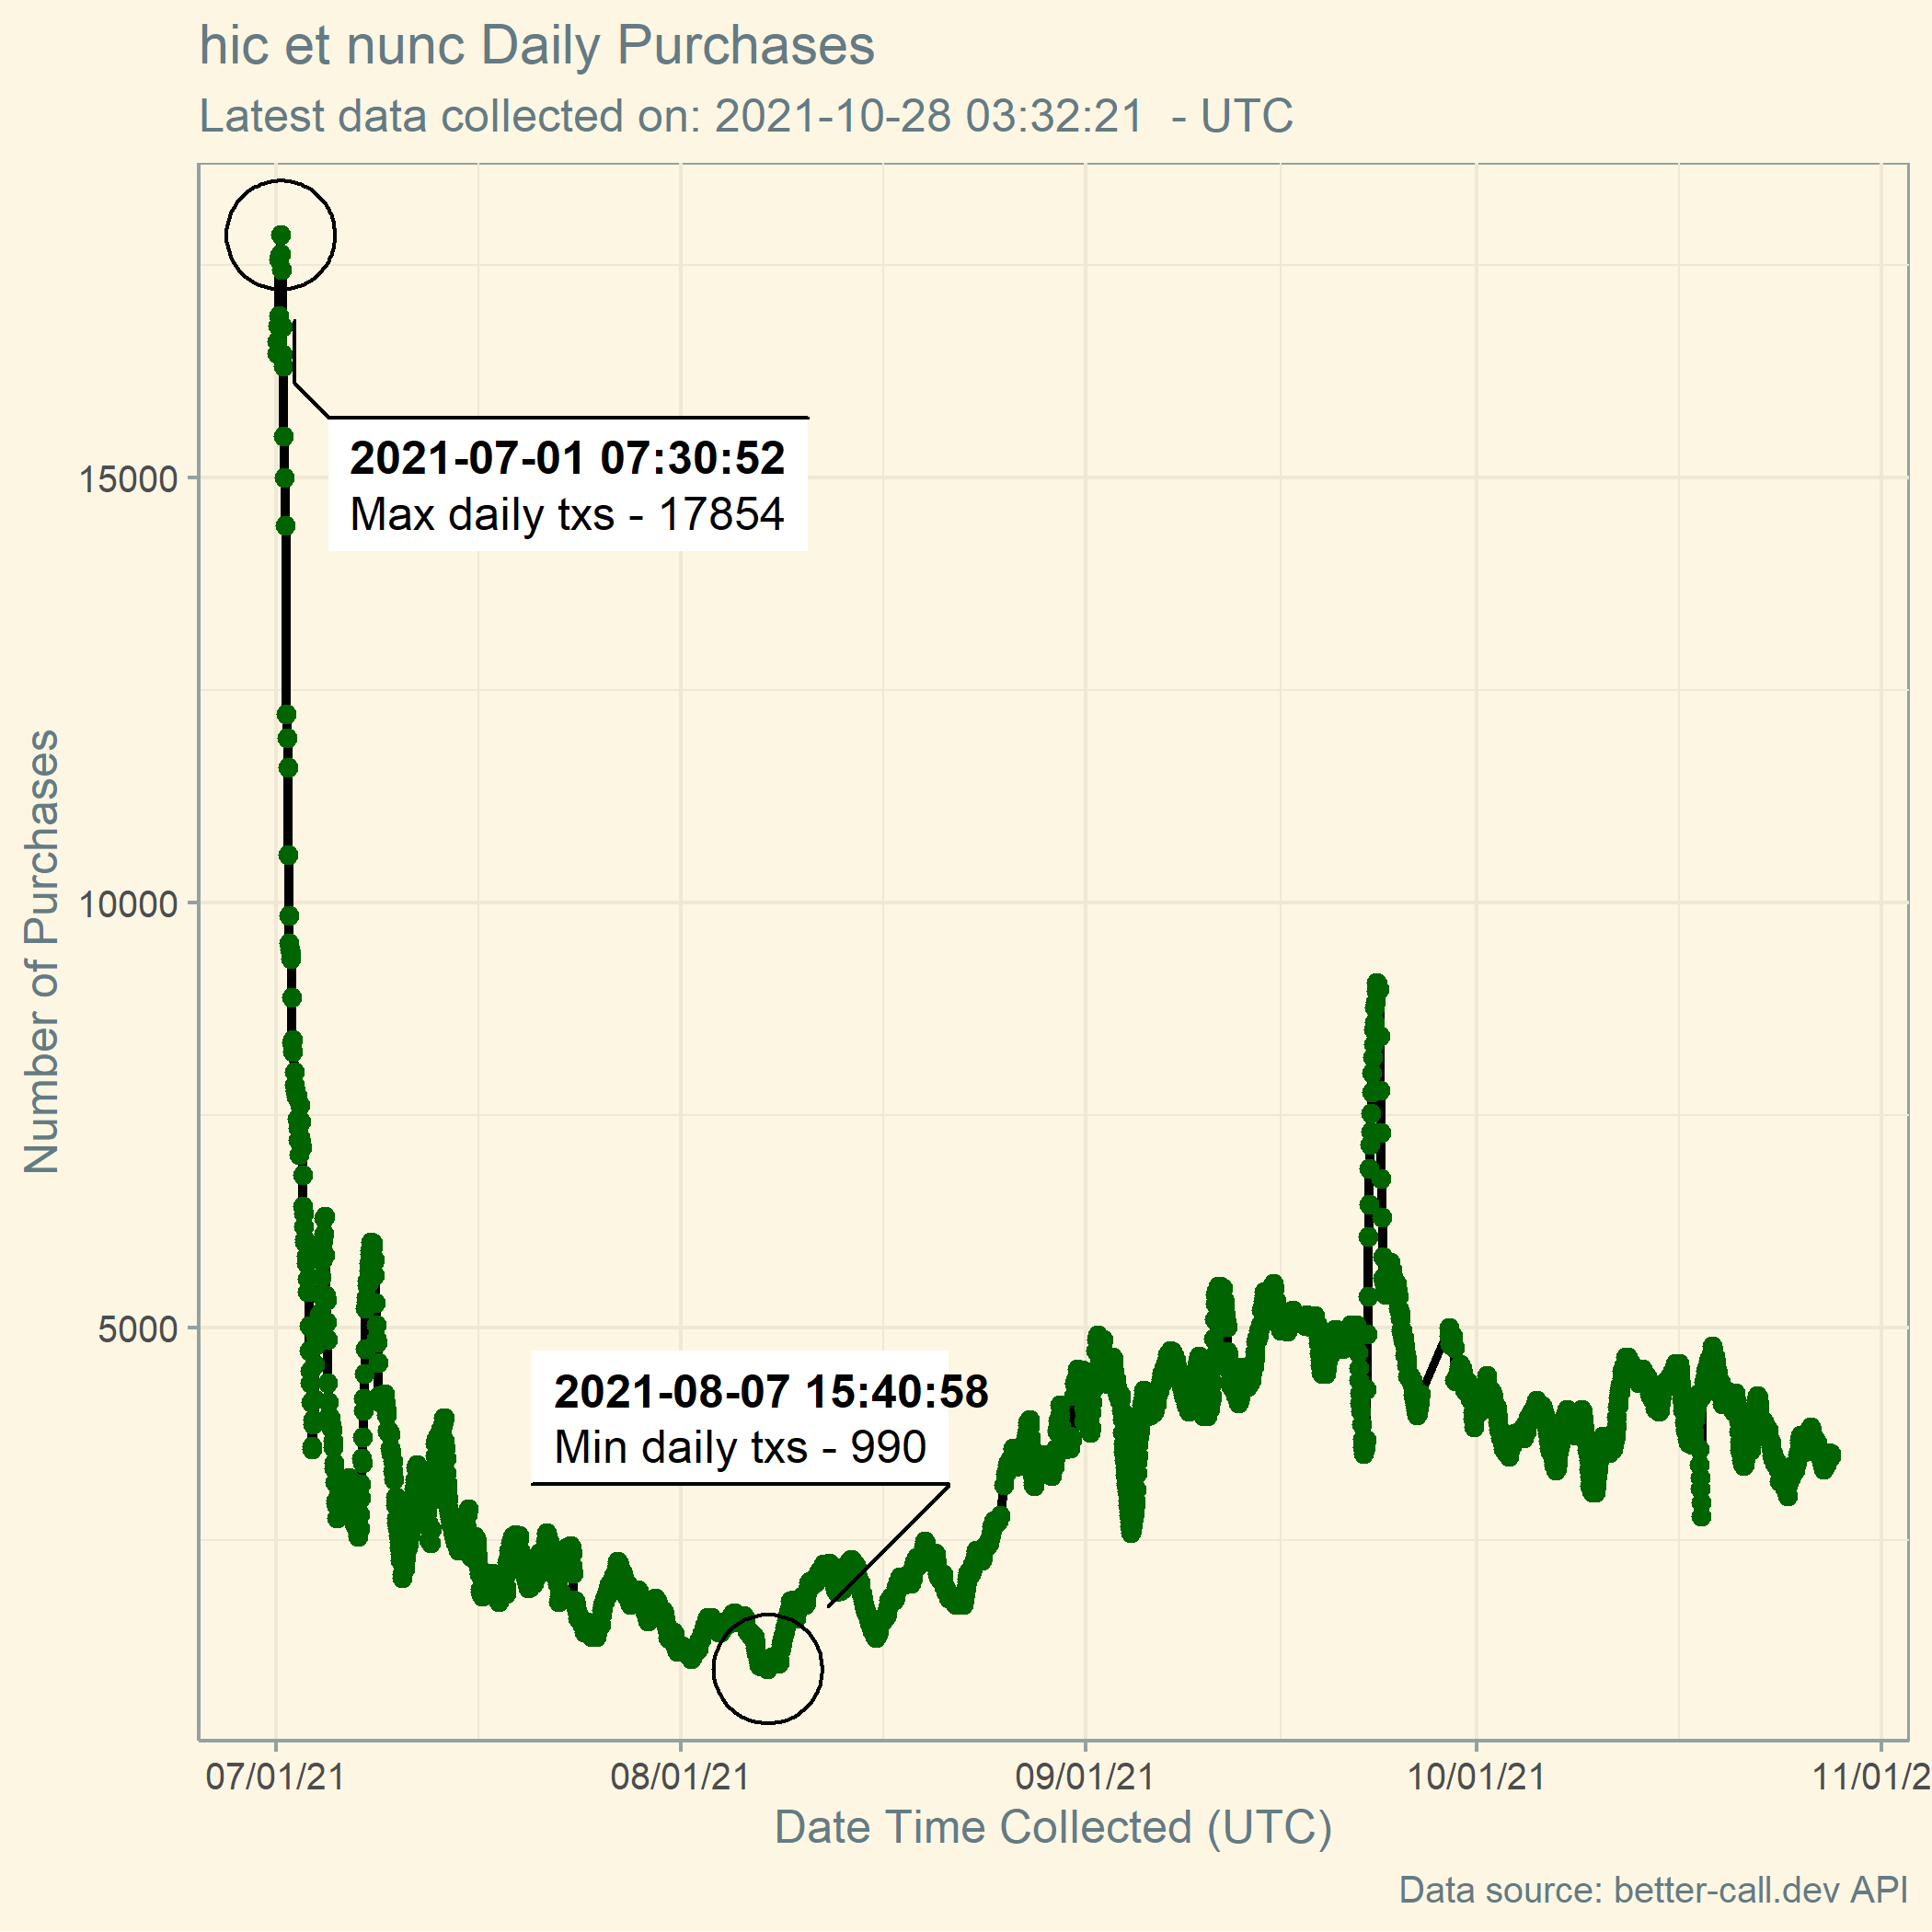 hic et nunc Daily Purchases
Latest data collected on: 2021-10-28 03:32:21  - UTC
Number of Purchases
15000
10000
5000
2021-07-01 07:30:52
Max daily txs - 17854
2021-08-07 15:40:58
Min daily txs - 990
07/01/21
08/01/21
09/01/21
10/01/21
11/01/2
Date Time Collected (UTC)
Data source: better-call.dev API